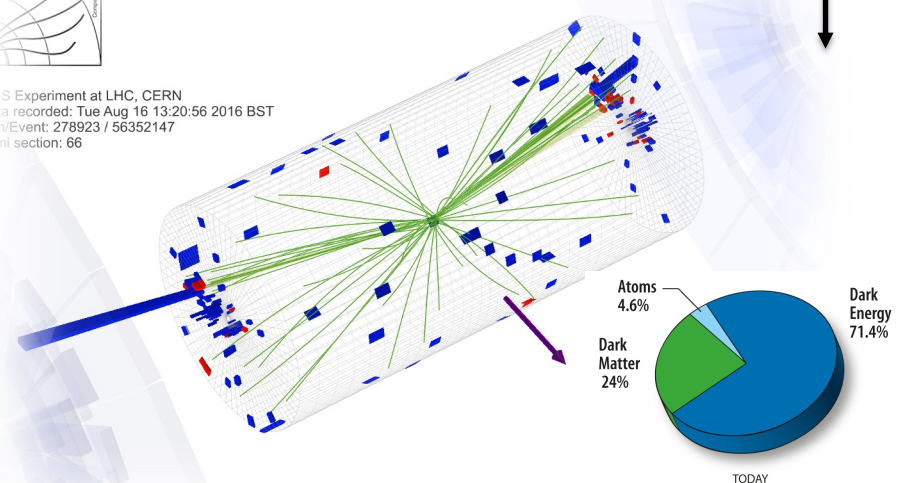 S Experiment at LHC, CERN
a recorded: Tue Aug 16 13:20:56 2016 BST
n/Event: 278923 / 56352147
ni section: 66
Atoms
4.6%
Dark
Energy
71.4%
Dark
Matter
24%
TODAY